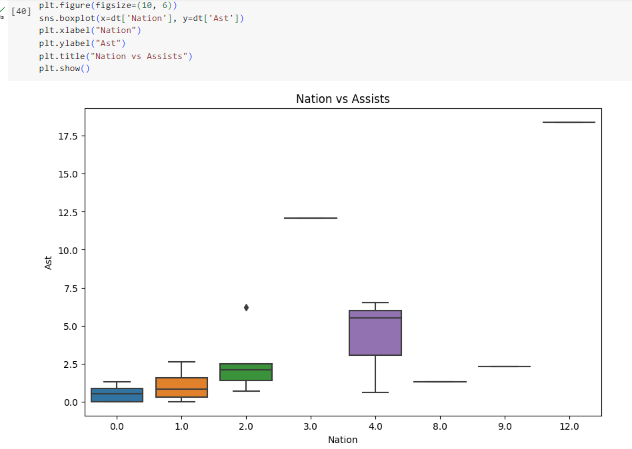 [40] plt.figure(figsize=(10, 6))
sns.boxplot(x=dt['Nation'], y=dt['Ast'])
plt.xlabel("Nation")
plt.ylabel("Ast")
plt.title("Nation vs Assists")
plt.show()
Nation vs Assists
17.5
15.0
12.5
10.0
7.5
5.0
2.5
0.0
Ast
0.0 1.0 2.0 3.0 4.0 8.0 9.0 12.0
Nation